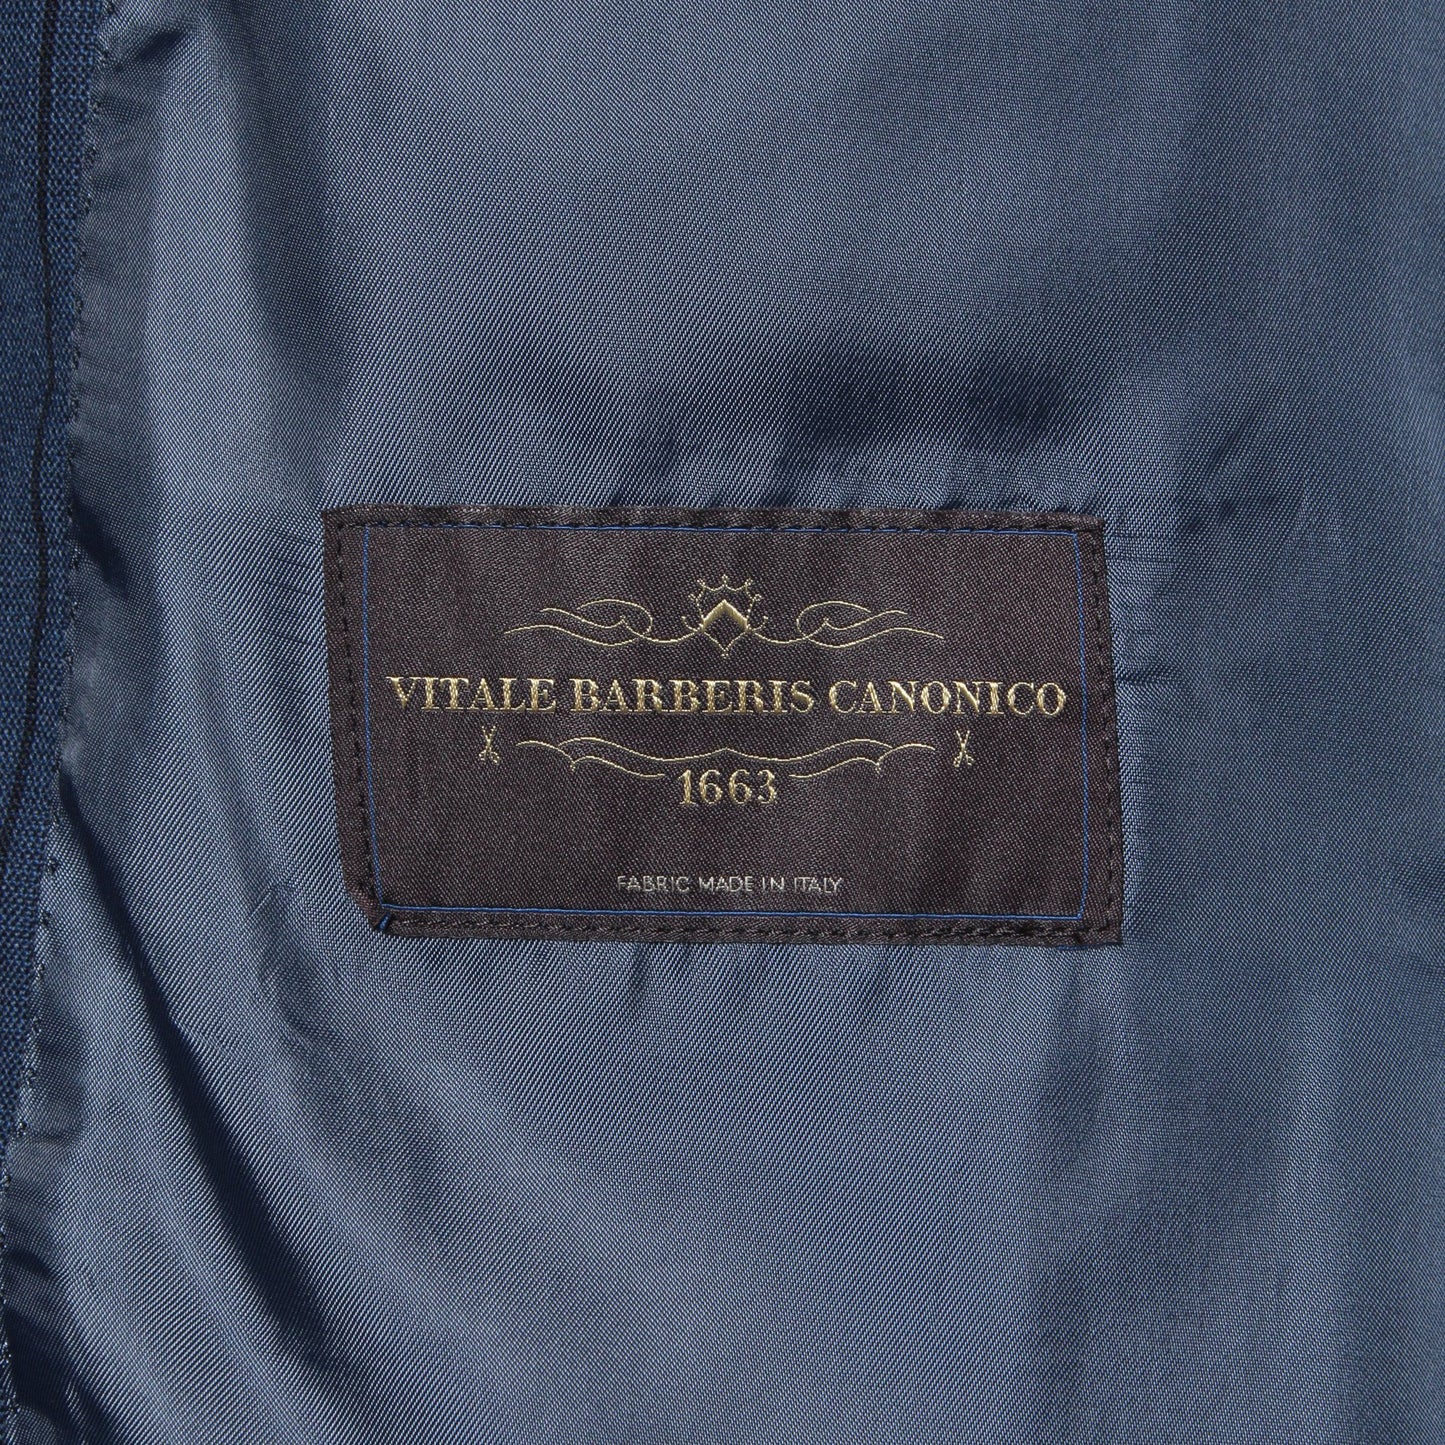 VITALE BARBERIS CANONICO
1663
FABRIC MADE IN ITALY